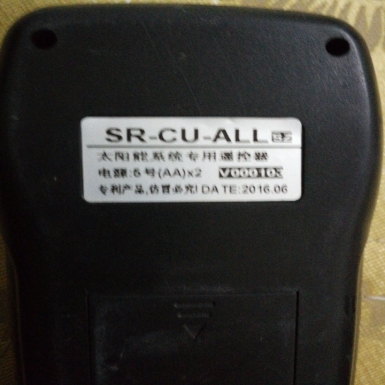 SR-CU-ALL
太阳能系统专用遥控器
电源:5号(AA)x2 V000103
专利产品,仿冒必究! DATE:2016.06